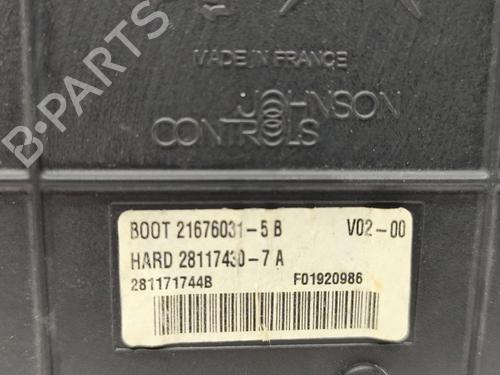 B-PARTS
MADE IN FRANCE
JOHNSON
CONTROLS
BOOT 21676031-5 B V02-00
HARD 28117430-7 A
281171744B F01920986